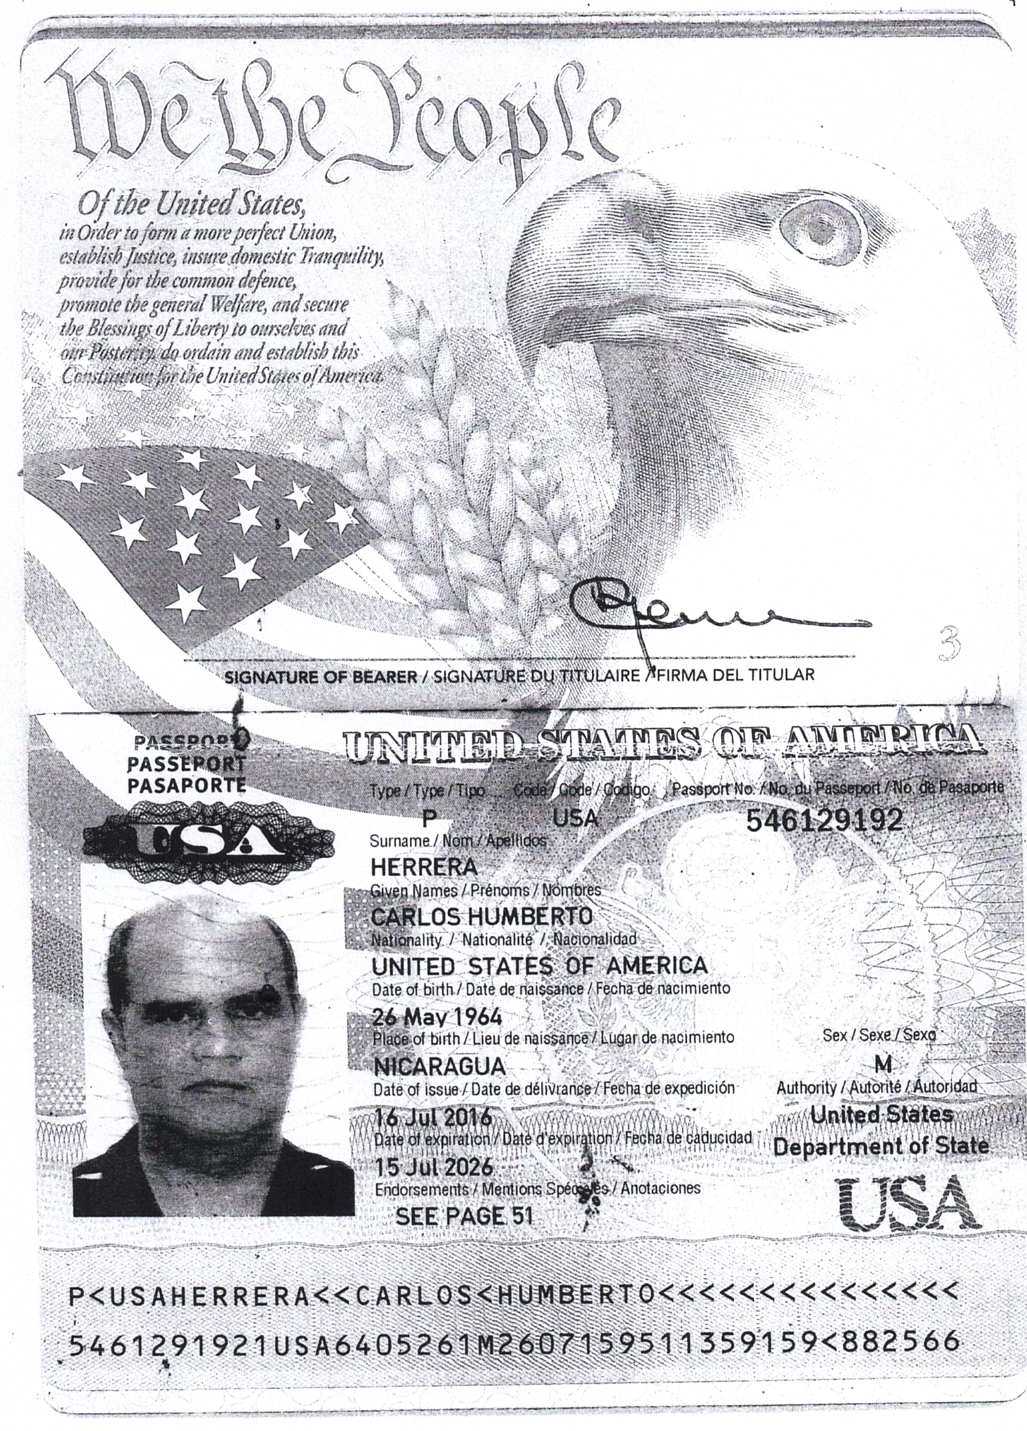 We the People
Of the United States,
in Order to form a more perfect Union,
establish Justice, insure domestic Tranquility,
provide for the common defence,
promote the general Welfare, and secure
the Blessings of Liberty to ourselves and
our Posterity, do ordain and establish this
Constitution for the United States of America.
3
SIGNATURE OF BEARER / SIGNATURE DU TITULAIRE / FIRMA DEL TITULAR
PASSPORT
PASSEPORT
PASAPORTE
USA
UNITED STATES OF AMERICA
Type / Type / Tipo Code / Code / Codigo Passport No. / No. du Passeport / No. de Pasaporte
P USA 546129192
Surname / Nom / Apellidos
HERRERA
Given Names / Prénoms / Nombres
CARLOS HUMBERTO
Nationality / Nationalité / Nacionalidad
UNITED STATES OF AMERICA
Date of birth / Date de naissance / Fecha de nacimiento
26 May 1964
Place of birth / Lieu de naissance / Lugar de nacimiento Sex / Sexe / Sexo
NICARAGUA M
Date of issue / Date de délivrance / Fecha de expedición Authority / Autorité / Autoridad
16 Jul 2016 United States
Date of expiration / Date d'expiration / Fecha de caducidad Department of State
15 Jul 2026
Endorsements / Mentions Spéciales / Anotaciones
SEE PAGE 51 USA
P<USAHERRERA<<CARLOS<HUMBERTO<<<<<<<<<<<<<<<
5461291921USA6405261M2607159511359159<882566